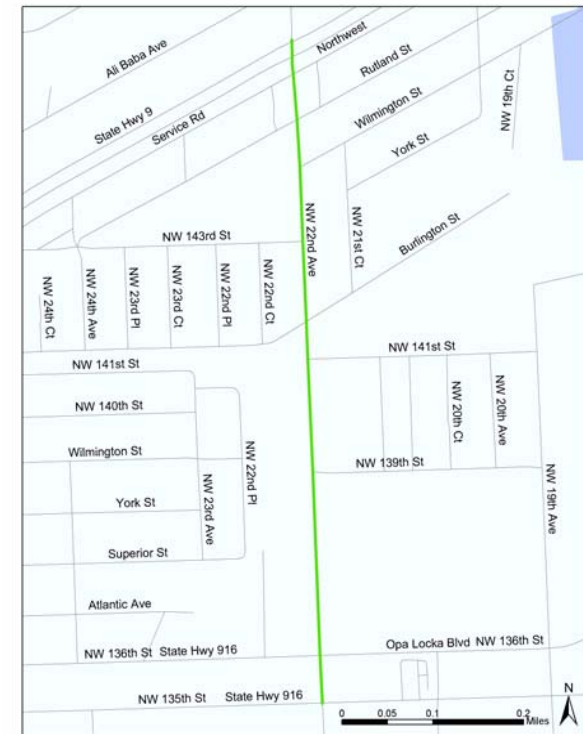 Ali Baba Ave
Northwest
Rutland St
State Hwy 9
Service Rd
Wilmington St
NW 19th Ct
York St
NW 143rd St
NW 22nd Ave
NW 21st Ct
Burlington St
NW 24th Ct
NW 24th Ave
NW 23rd Pl
NW 23rd Ct
NW 22nd Pl
NW 22nd Ct
NW 141st St
NW 141st St
NW 140th St
NW 20th Ct
NW 20th Ave
Wilmington St
NW 22nd Pl
NW 139th St
NW 19th Ave
York St
NW 23rd Ave
Superior St
Atlantic Ave
NW 136th St State Hwy 916
Opa Locka Blvd NW 136th St
NW 135th St State Hwy 916
N
0 0.05 0.1 0.2
Miles